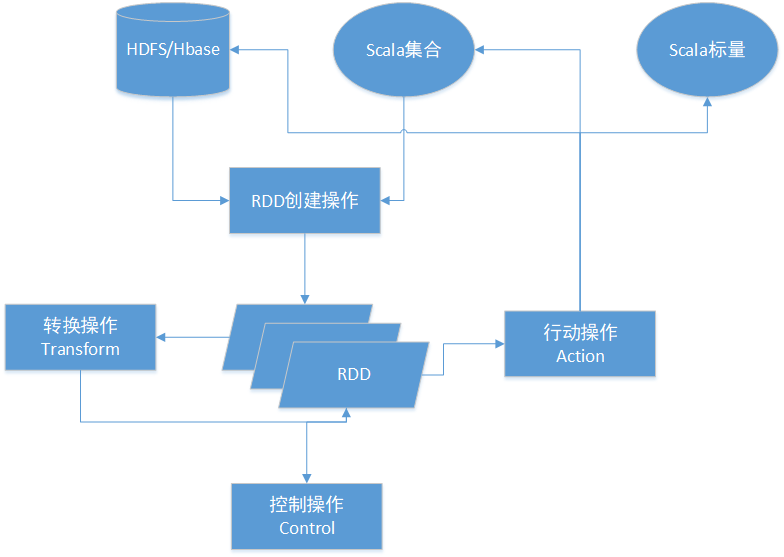 HDFS/Hbase
Scala集合
Scala标量
RDD创建操作
转换操作
Transform
RDD
行动操作
Action
控制操作
Control